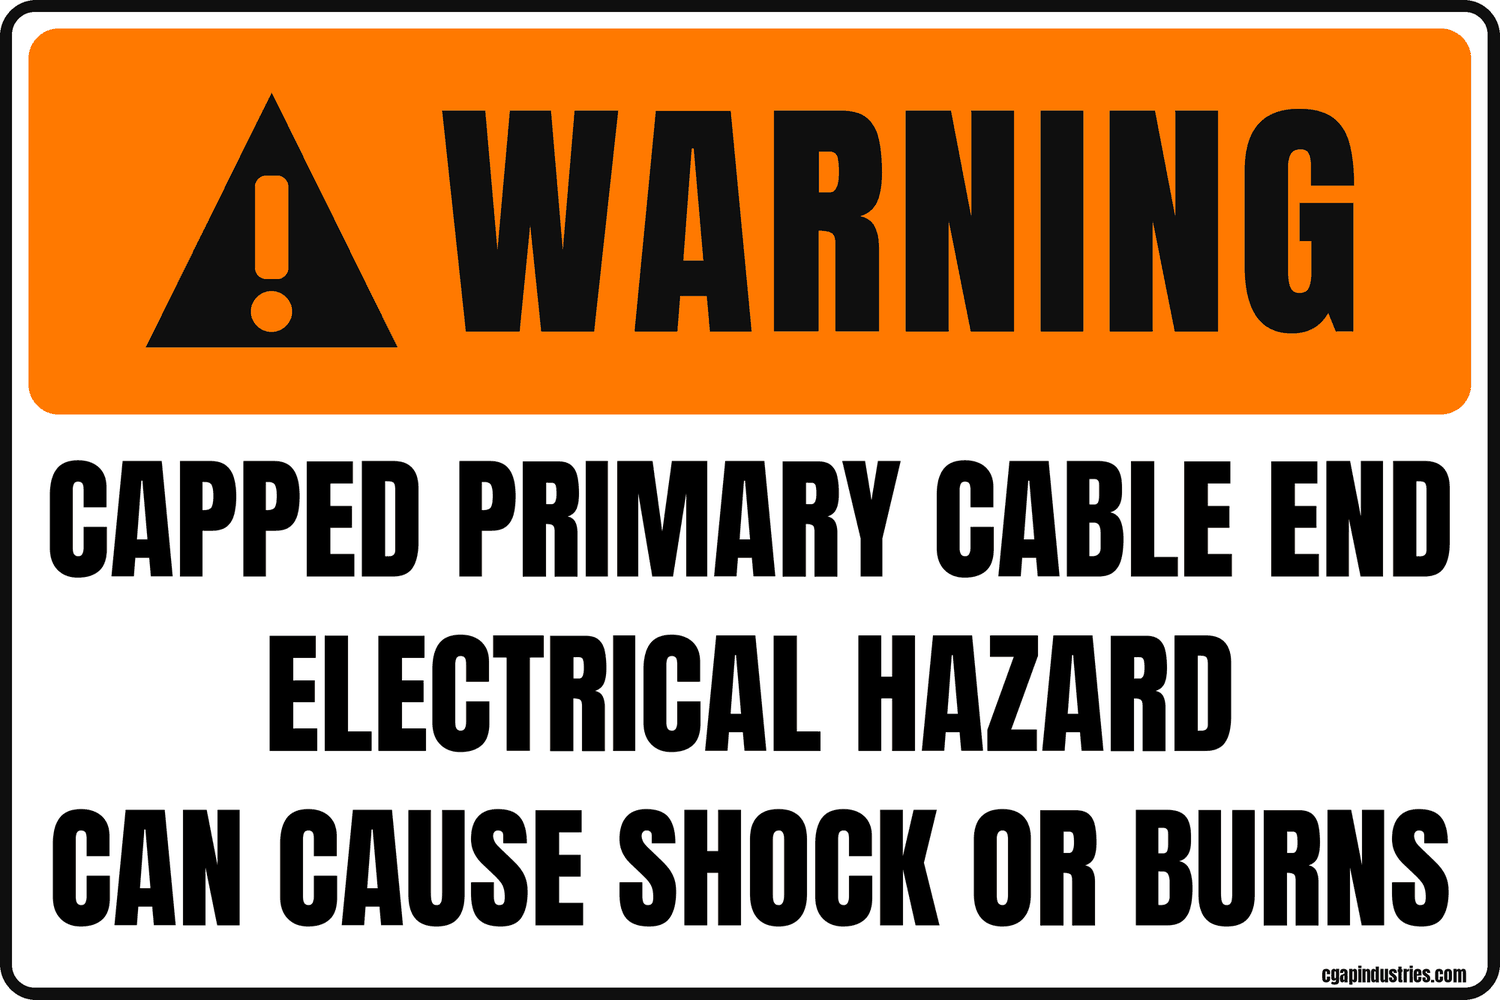 WARNING
CAPPED PRIMARY CABLE END
ELECTRICAL HAZARD
CAN CAUSE SHOCK OR BURNS
cgapindustries.com